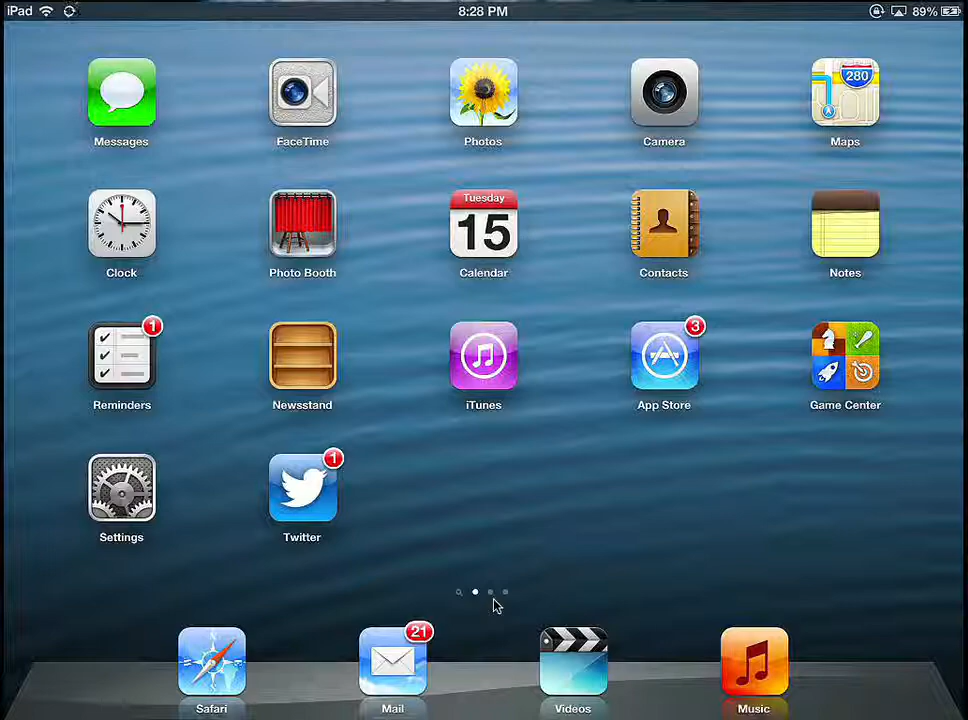 iPad 8:28 PM 89%
280
Messages FaceTime Photos Camera Maps
Tuesday
15
Clock Photo Booth Calendar Contacts Notes
1 3
Reminders Newsstand iTunes App Store Game Center
1
Settings Twitter
21
Safari Mail Videos Music